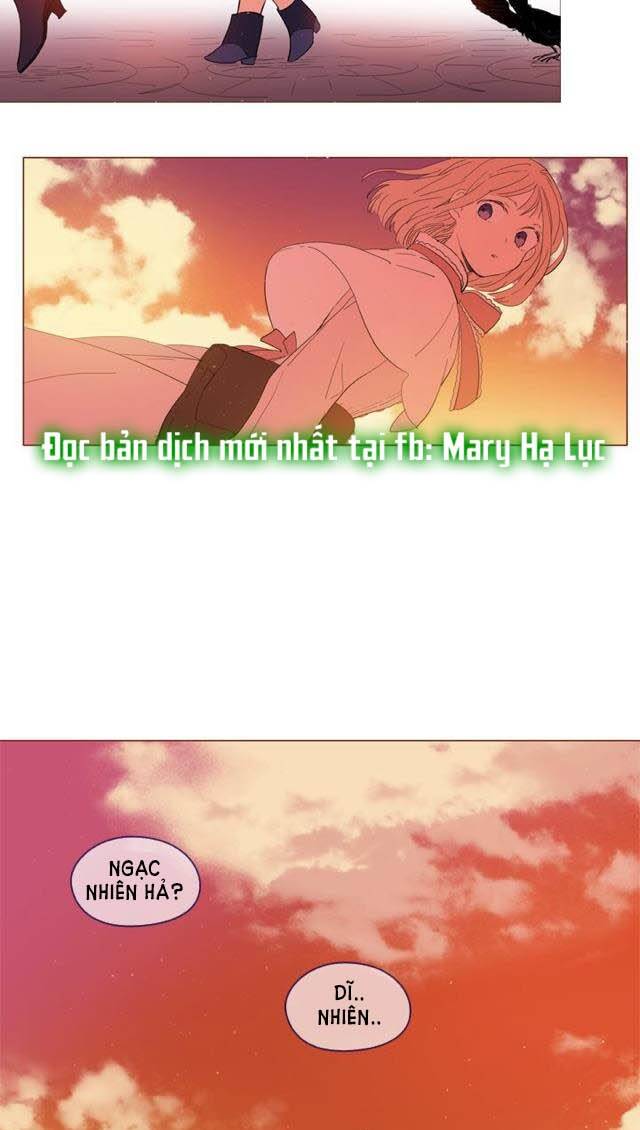 Đọc bản dịch mới nhất tại fb: Mary Hạ Lục
NGẠC
NHIÊN HẢ?
DĨ..
NHIÊN..